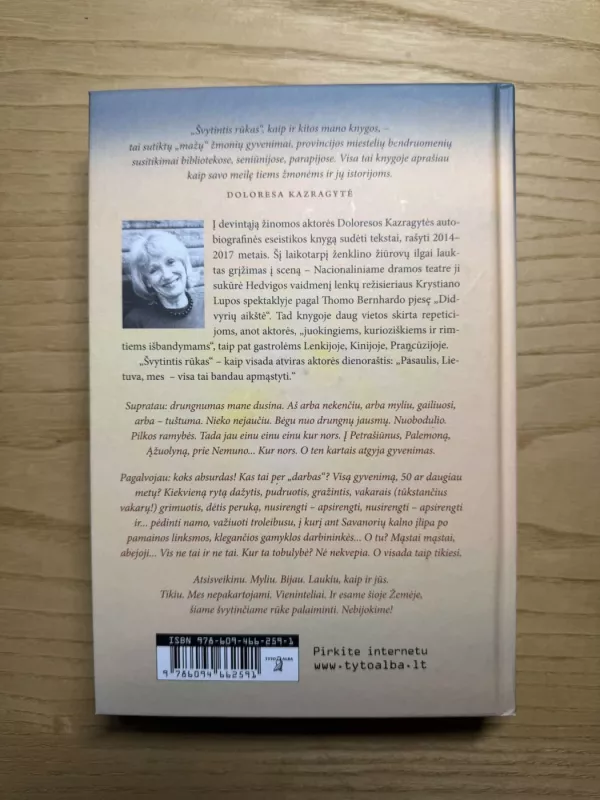 „Švytintis rūkas“, kaip ir kitos mano knygos, –
tai sutiktų „mažų“ žmonių gyvenimai, provincijos miestelių bendruomenių
susitikimai bibliotekose, seniūnijose, parapijose. Visa tai knygoje aprašiau
kaip savo meilę tiems žmonėms ir jų istorijoms.
DOLORESA KAZRAGYTĖ
Į devintąją žinomos aktorės Doloresos Kazragytės auto-
biografinės eseistikos knygą sudėti tekstai, rašyti 2014–
2017 metais. Šį laikotarpį ženklino žiūrovų ilgai lauk-
tas grįžimas į sceną – Nacionaliniame dramos teatre ji
sukūrė Hedvigos vaidmenį lenkų režisieriaus Krystiano
Lupos spektaklyje pagal Thomo Bernhardo pjesę „Did-
vyrių aikštė“. Tad knygoje daug vietos skirta repetici-
joms, anot aktorės, „juokingiems, kurioziškiems ir rim-
tiems išbandymams“, taip pat gastrolėms Lenkijoje, Kinijoje, Prancūzijoje.
„Švytintis rūkas“ – kaip visada atviras aktorės dienoraštis: „Pasaulis, Lie-
tuva, mes – visa tai bandau apmąstyti.“
Supratau: drungnumas mane dusina. Aš arba nekenčiu, arba myliu, gailiuosi,
arba – tuštuma. Nieko nejaučiu. Bėgu nuo drungnų jausmų. Nuobodulio.
Pilkos ramybės. Tada jau einu einu einu kur nors. Į Petrašiūnus, Palemoną,
Ąžuolyną, prie Nemuno... Kur nors. O ten kartais atgyja gyvenimas.
Pagalvojau: koks absurdas! Kas tai per „darbas“? Visą gyvenimą, 50 ar daugiau
metų? Kiekvieną rytą dažytis, pudruotis, gražintis, vakarais (tūkstančius
vakarų!) grimuotis, dėtis peruką, nusirengti – apsirengti, nusirengti – apsirengti
ir... pėdinti namo, važiuoti troleibusu, į kurį ant Savanorių kalno įlipa po
pamainos linksmos, klegančios gamyklos darbininkės... O tu? Mąstai mąstai,
abejoji... Vis ne tai ir ne tai. Kur ta tobulybė? Nė nekvepia. O visada taip tikiesi.
Atsisveikinu. Myliu. Bijau. Laukiu, kaip ir jūs.
Tikiu. Mes nepakartojami. Vieninteliai. Ir esame šioje Žemėje,
šiame švytinčiame rūke palaiminti. Nebijokime!
ISBN 978-609-466-259-1
TYTO ALBA
9 786094 662591
Pirkite internetu
www.tytoalba.lt